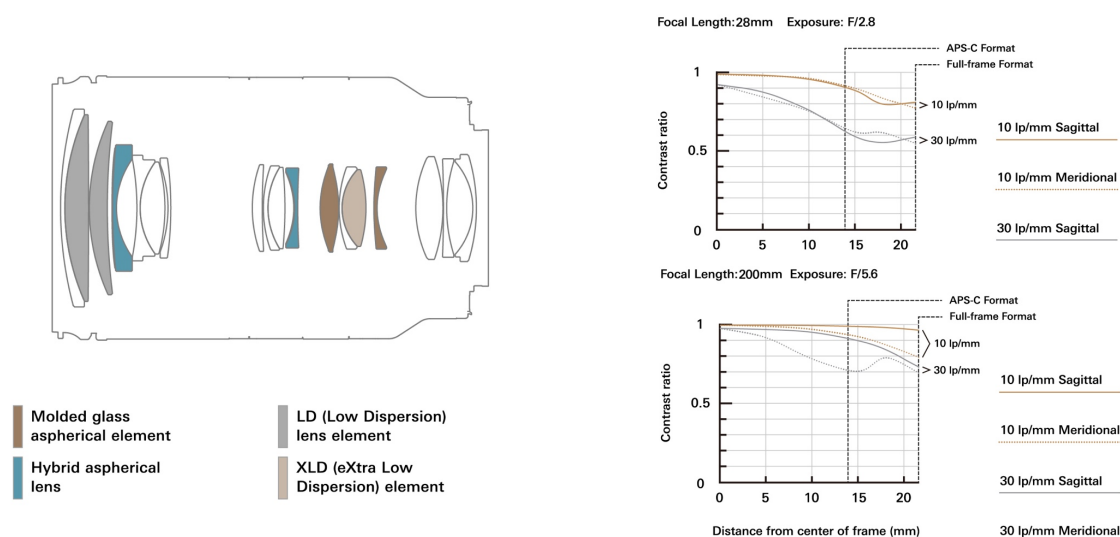 Focal Length:28mm Exposure: F/2.8
APS-C Format
Full-frame Format
1
0.5
0
Contrast ratio
> 10 lp/mm
> 30 lp/mm
0 5 10 15 20
10 lp/mm Sagittal
10 lp/mm Meridional
30 lp/mm Sagittal
Focal Length:200mm Exposure: F/5.6
APS-C Format
Full-frame Format
1
0.5
0
Contrast ratio
10 lp/mm
> 30 lp/mm
0 5 10 15 20
Distance from center of frame (mm)
10 lp/mm Sagittal
10 lp/mm Meridional
30 lp/mm Sagittal
30 lp/mm Meridional
Molded glass
aspherical element
Hybrid aspherical
lens
LD (Low Dispersion)
lens element
XLD (eXtra Low
Dispersion) element